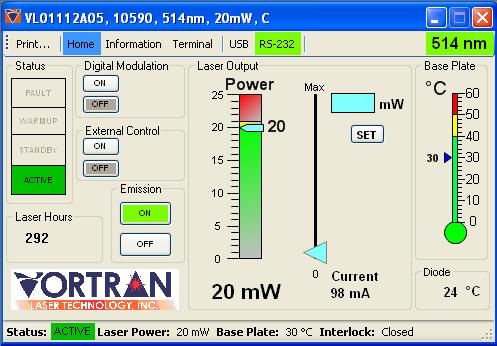 VL01112A05, 10590, 514nm, 20mW, C
Print... Home Information Terminal USB RS-232 514 nm
Status
FAULT
WARMUP
STANDBY
ACTIVE
Digital Modulation
ON
OFF
External Control
ON
OFF
Emission
ON
OFF
Laser Hours
292
VORTRAN
LASER TECHNOLOGY, INC.
Laser Output
Power
25
20
15
10
5
0
20
20 mW
Max
0
mW
SET
Current
98 mA
Base Plate
°C
60
50
40
30
20
10
0
30
Diode
24 °C
Status: ACTIVE Laser Power: 20 mW Base Plate: 30 °C Interlock: Closed